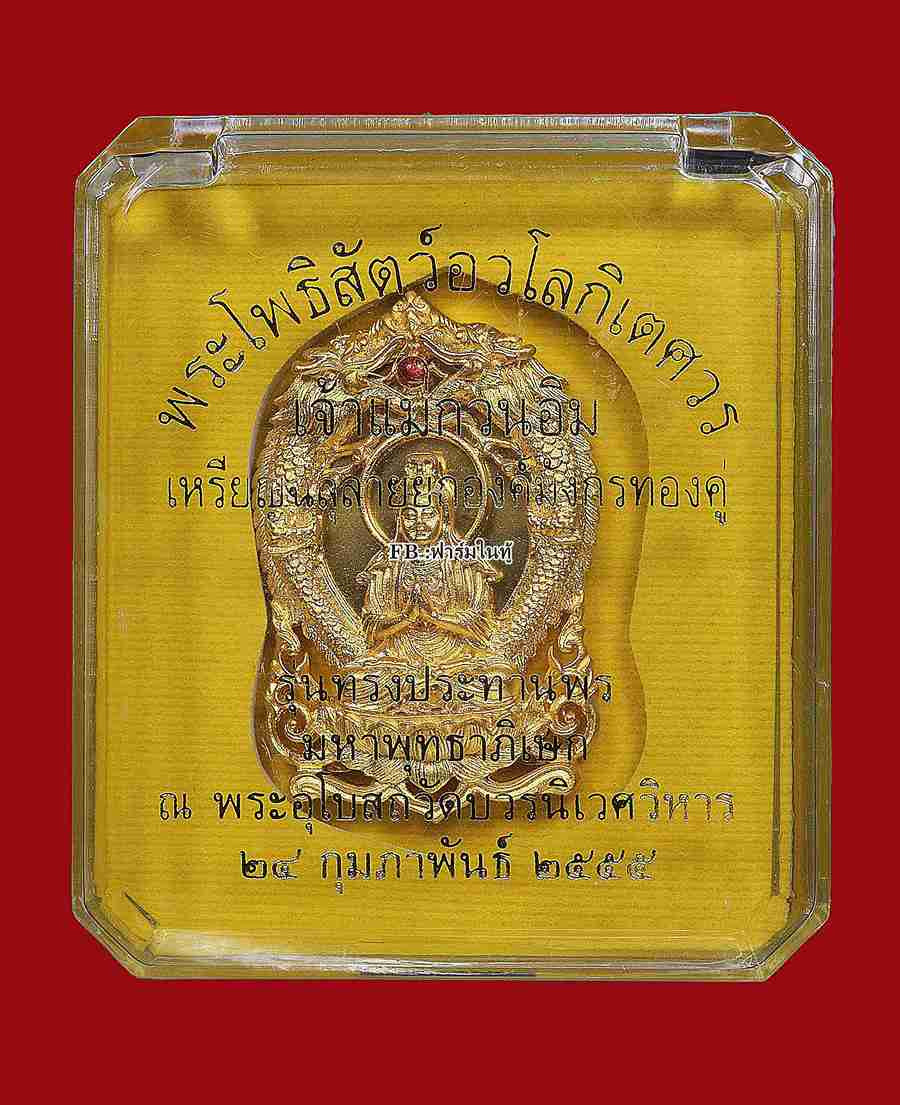 พระโพธิสัตว์อวโลกิเตศวร
เจ้าแม่กวนอิม
เหรียญนลุลายยกองค์มังกรทองคู่
FB.:ฟาร์มในทู้
รุ่นทรงประทานพร
มหาพุทธาภิเษก
ณ พระอุโบสถวัดบวรนิเวศวิหาร
๒๔ กุมภาพันธ์ ๒๕๕๕